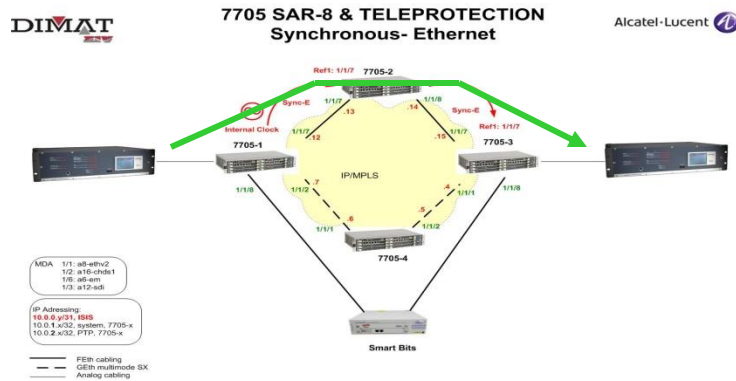 DIMAT
7705 SAR-8 & TELEPROTECTION
Synchronous- Ethernet
Alcatel·Lucent
Ref1: 1/1/7
7705-2
1/1/7
.13
.14
1/1/8
Sync-E
Sync-E
Internal Clock
1/1/7
.12
.15
1/1/7
Ref1: 1/1/7
7705-1
7705-3
IP/MPLS
1/1/8
1/1/2
.7
.4
1/1/1
1/1/8
.6
.5
1/1/1
1/1/2
7705-4
MDA 1/1: a8-ethv2
1/2: a16-chds1
1/6: a6-em
1/3: a12-sdi
IP Adressing:
10.0.0.y/31, ISIS
10.0.1.x/32, system, 7705-x
10.0.2.x/32, PTP, 7705-x
Smart Bits
FEth cabling
GEth multimode SX
Analog cabling